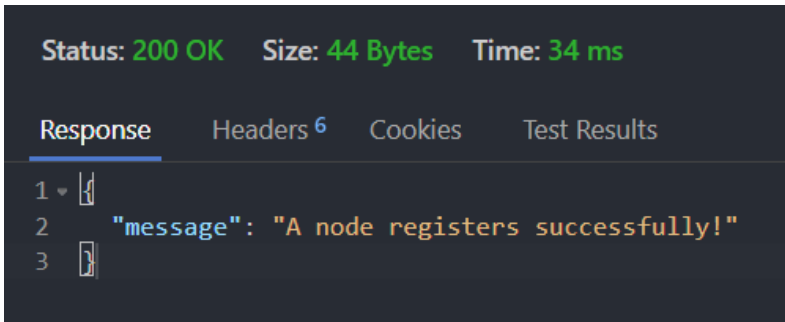 Status: 200 OK Size: 44 Bytes Time: 34 ms
Response Headers 6 Cookies Test Results
1 {
2 "message": "A node registers successfully!"
3 }